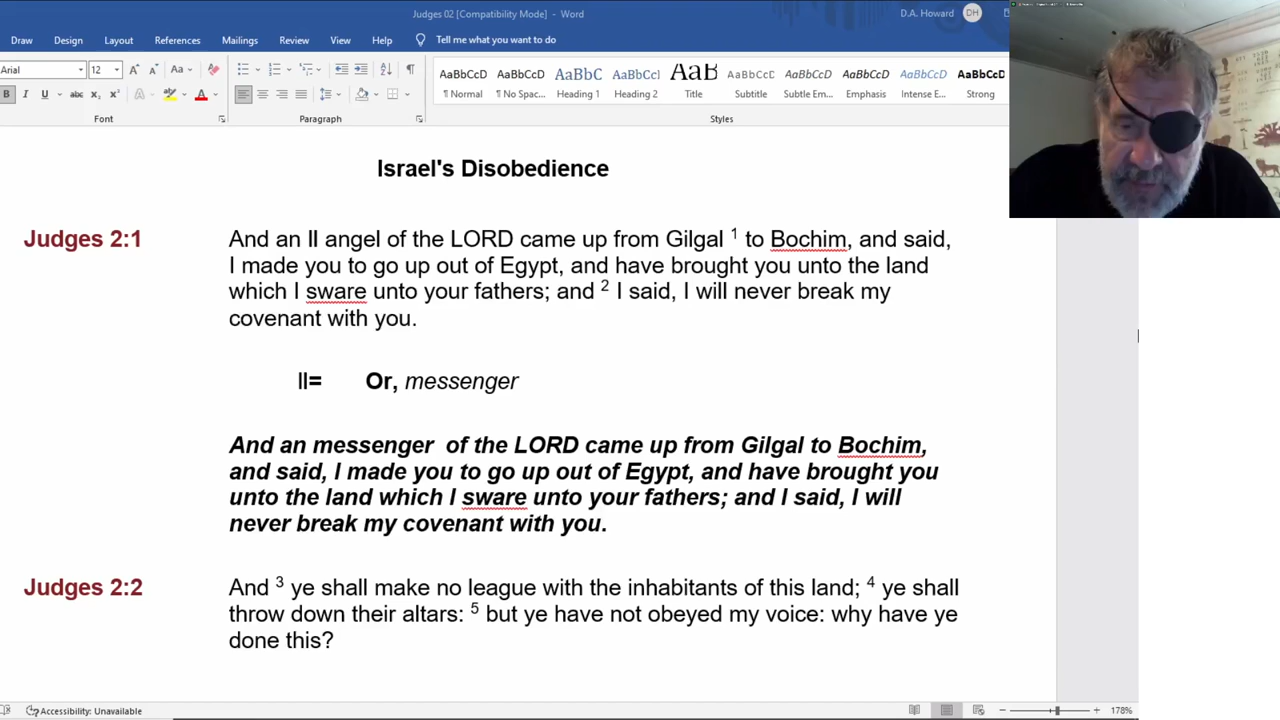 Judges 02 [Compatibility Mode] - Word
D.A. Howard DH
Draw Design Layout References Mailings Review View Help Tell me what you want to do
Arial 12 Aa
AaBbCcD AaBbCcD AaBbC AaBbCcI AaB AaBbCcD AaBbCcD AaBbCcD AaBbCcD AaBbCcD
¶ Normal ¶ No Spac... Heading 1 Heading 2 Title Subtitle Subtle Em... Emphasis Intense E... Strong
Font Paragraph Styles
Israel's Disobedience
Judges 2:1 And an ll angel of the LORD came up from Gilgal 1 to Bochim, and said,
I made you to go up out of Egypt, and have brought you unto the land
which I sware unto your fathers; and 2 I said, I will never break my
covenant with you.
ll= Or, messenger
And an messenger of the LORD came up from Gilgal to Bochim,
and said, I made you to go up out of Egypt, and have brought you
unto the land which I sware unto your fathers; and I said, I will
never break my covenant with you.
Judges 2:2 And 3 ye shall make no league with the inhabitants of this land; 4 ye shall
throw down their altars: 5 but ye have not obeyed my voice: why have ye
done this?
Accessibility: Unavailable
178%